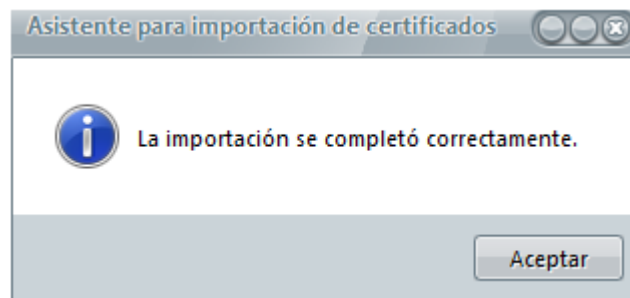 Asistente para importación de certificados
La importación se completó correctamente.
Aceptar